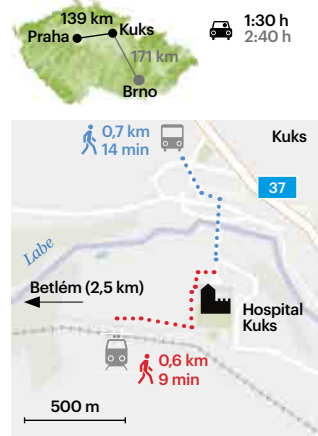 139 km
Praha
Kuks
171 km
Brno
1:30 h
2:40 h
0,7 km
14 min
Kuks
37
Labe
Betlém (2,5 km)
Hospital
Kuks
0,6 km
9 min
500 m